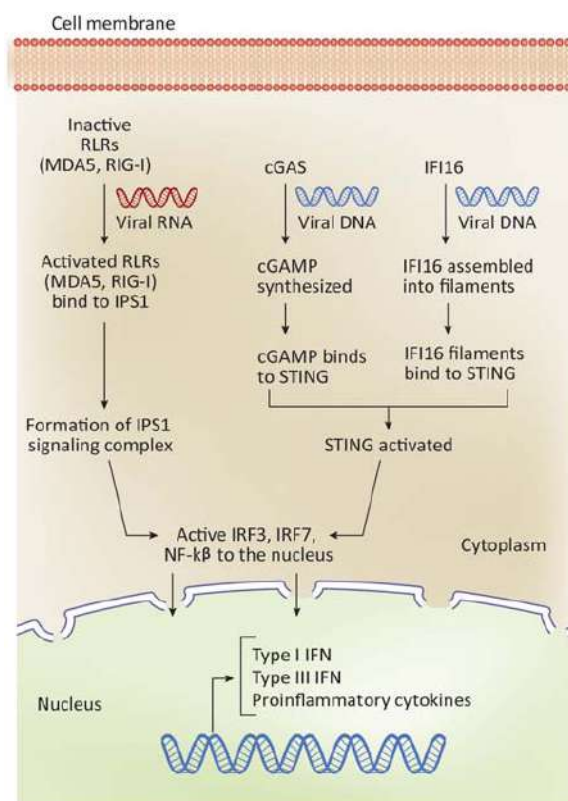 Cell membrane
Inactive
RLRs
(MDA5, RIG-I)
Viral RNA
Activated RLRs
(MDA5, RIG-I)
bind to IPS1
Formation of IPS1
signaling complex
cGAS
Viral DNA
cGAMP
synthesized
cGAMP binds
to STING
IFI16
Viral DNA
IFI16 assembled
into filaments
IFI16 filaments
bind to STING
STING activated
Active IRF3, IRF7,
NF-kβ to the nucleus
Cytoplasm
Type I IFN
Type III IFN
Proinflammatory cytokines
Nucleus